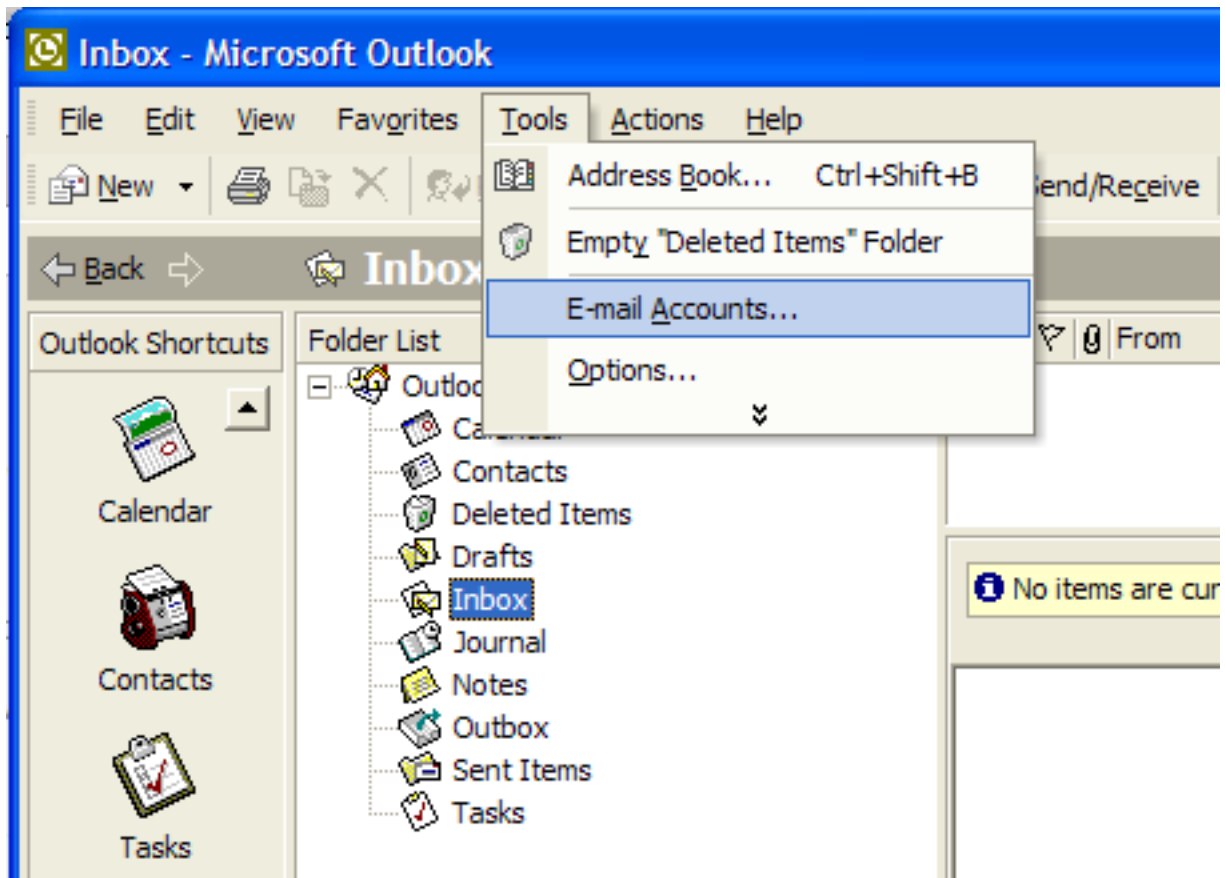 Inbox - Microsoft Outlook
File Edit View Favorites Tools Actions Help
New
Address Book... Ctrl+Shift+B
Send/Receive
Empty "Deleted Items" Folder
Back
Inbox
E-mail Accounts...
Outlook Shortcuts
Folder List
From
Options...
Calendar
Contacts
Tasks
Calendar
Contacts
Deleted Items
Drafts
Inbox
Journal
Notes
Outbox
Sent Items
Tasks
No items are cur